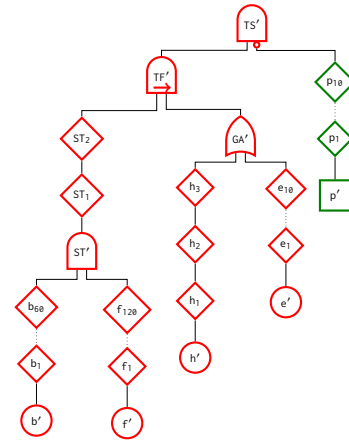 TS′
TF′
p₁₀
ST₂
GA′
p₁
ST₁
h₃
e₁₀
p′
ST′
h₂
e₁
b₆₀
f₁₂₀
h₁
e′
b₁
f₁
h′
b′
f′